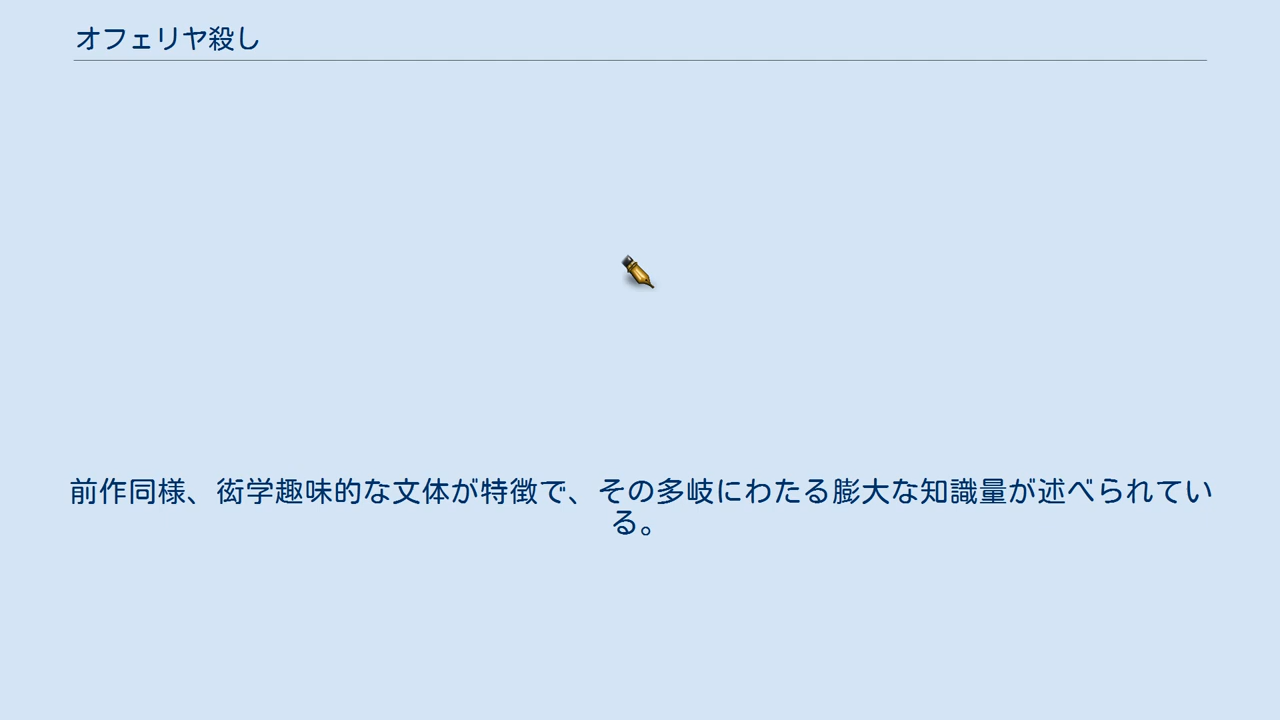 オフェリヤ殺し
前作同様、衒学趣味的な文体が特徴で、その多岐にわたる膨大な知識量が述べられてい
る。